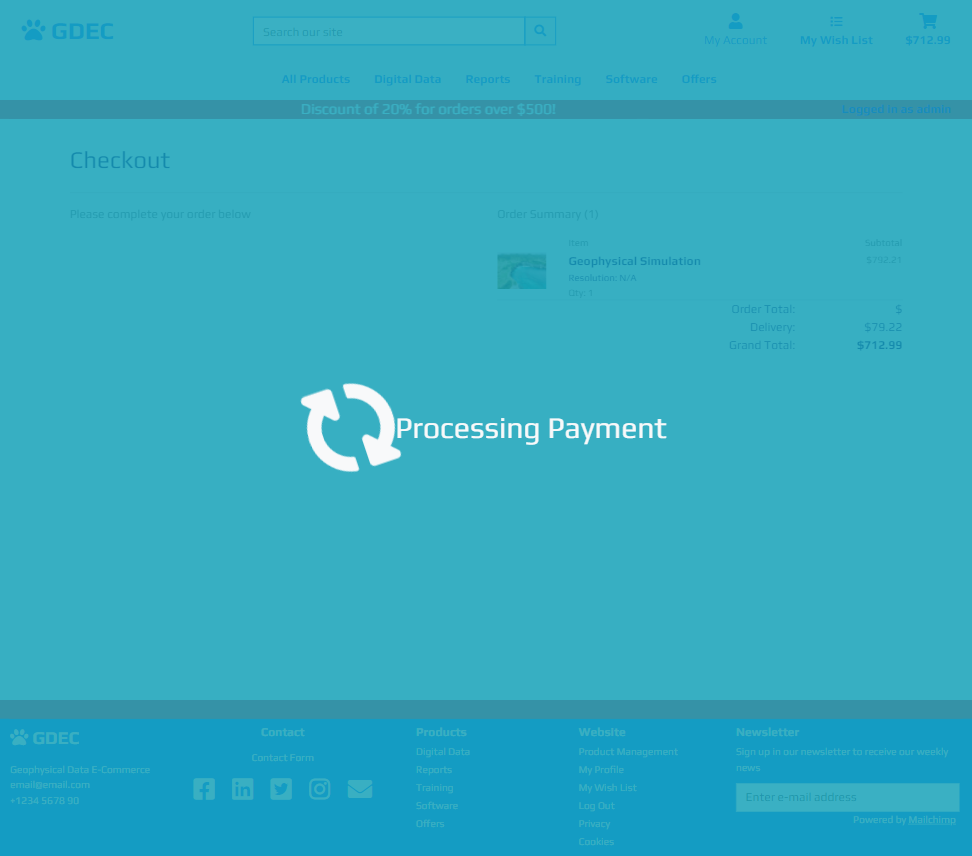 GDEC
Search our site
My Account
My Wish List
$712.99
All Products Digital Data Reports Training Software Offers
Discount of 20% for orders over $500!
Logged in as admin
Checkout
Please complete your order below
Order Summary (1)
Item Subtotal
Geophysical Simulation $792.21
Resolution: N/A
Qty: 1
Order Total: $
Delivery: $79.22
Grand Total: $712.99
Processing Payment
GDEC
Geophysical Data E-Commerce
email@email.com
+1234 5678 90
Contact
Contact Form
Products
Digital Data
Reports
Training
Software
Offers
Website
Product Management
My Profile
My Wish List
Log Out
Privacy
Cookies
Newsletter
Sign up in our newsletter to receive our weekly
news
Enter e-mail address
Powered by Mailchimp